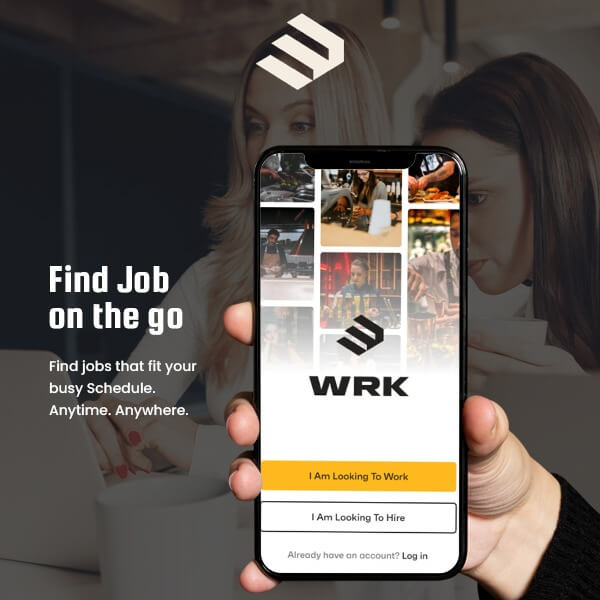 Find Job
on the go
Find jobs that fit your
busy Schedule.
Anytime. Anywhere.
WRK
I Am Looking To Work
I Am Looking To Hire
Already have an account? Log in